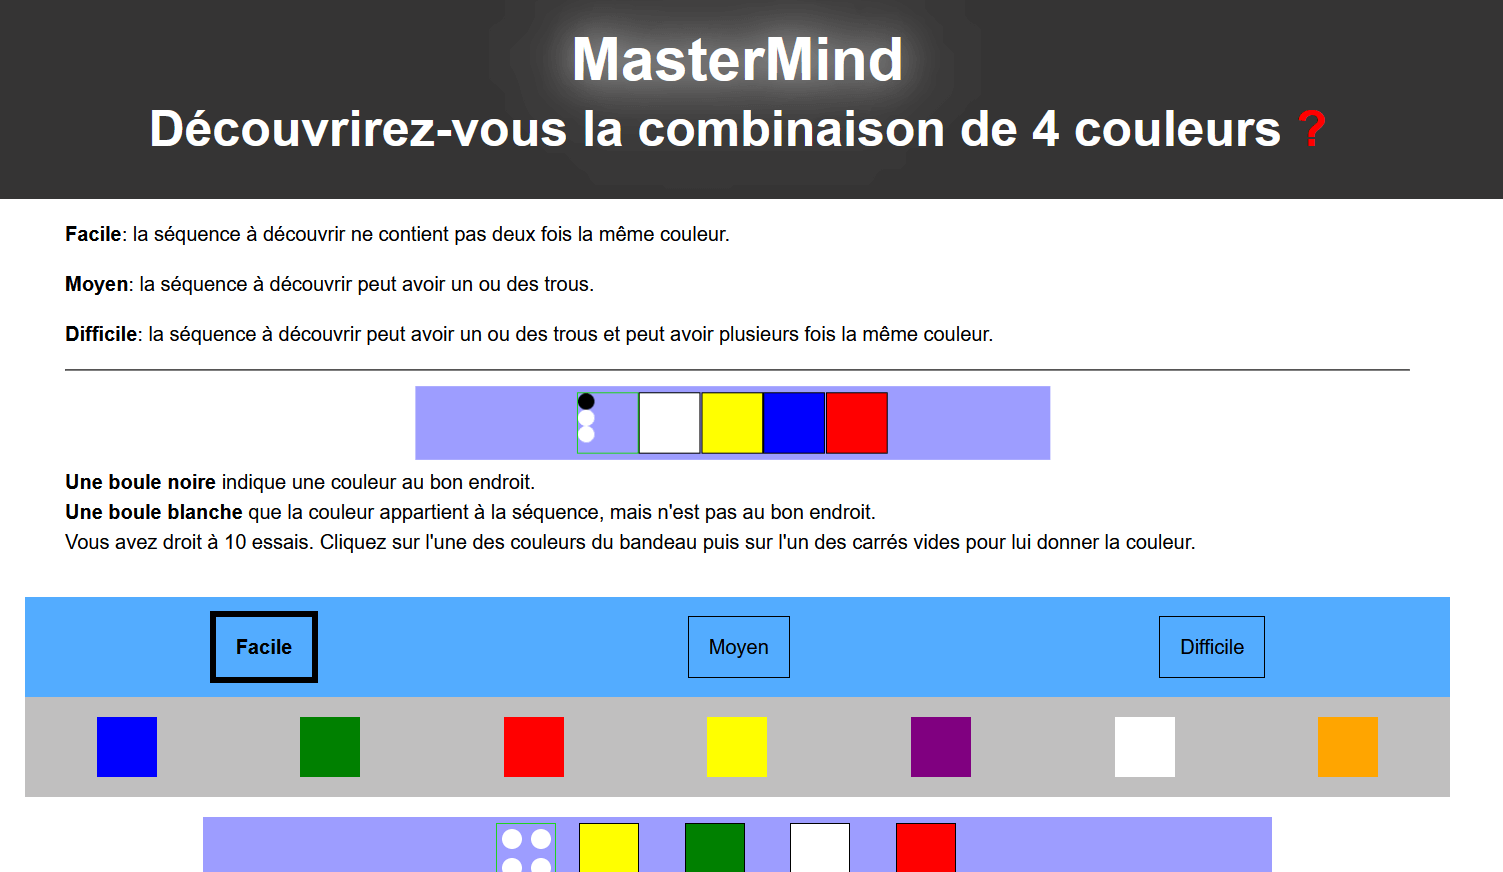 MasterMind
Découvrirez-vous la combinaison de 4 couleurs ?
Facile: la séquence à découvrir ne contient pas deux fois la même couleur.
Moyen: la séquence à découvrir peut avoir un ou des trous.
Difficile: la séquence à découvrir peut avoir un ou des trous et peut avoir plusieurs fois la même couleur.
Une boule noire indique une couleur au bon endroit.
Une boule blanche que la couleur appartient à la séquence, mais n'est pas au bon endroit.
Vous avez droit à 10 essais. Cliquez sur l'une des couleurs du bandeau puis sur l'un des carrés vides pour lui donner la couleur.
Facile
Moyen
Difficile